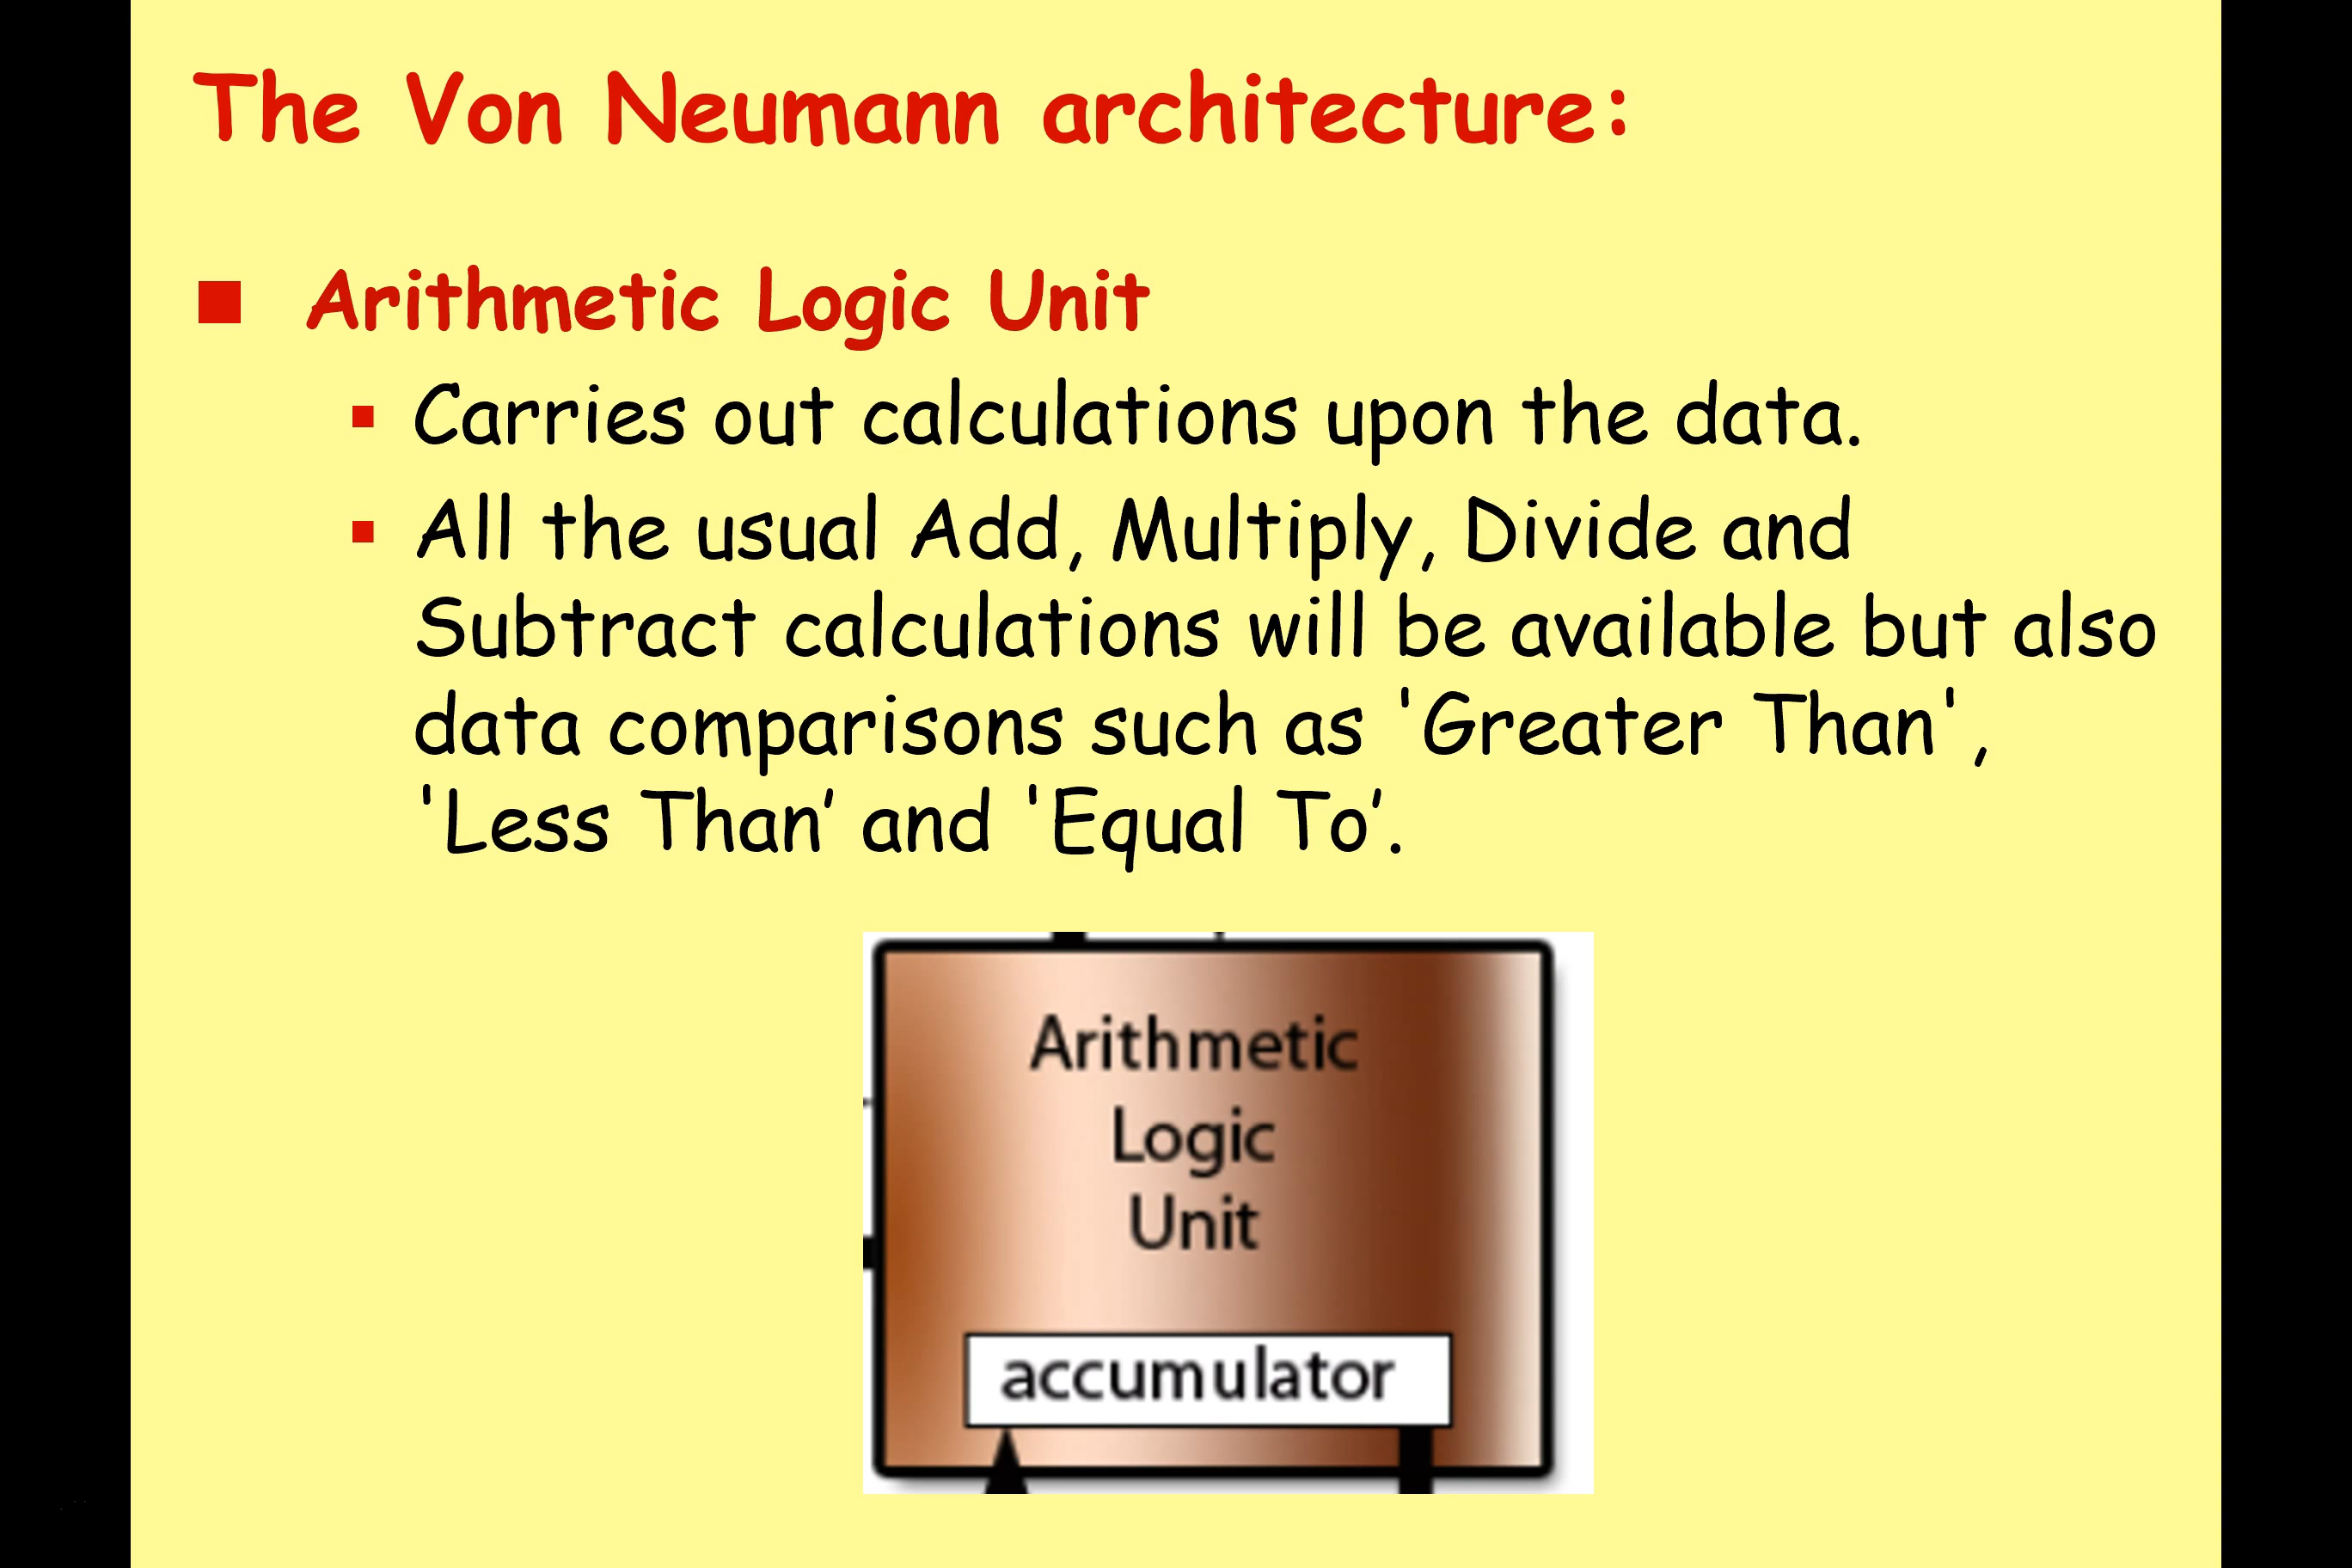 The Von Neumann architecture:
Arithmetic Logic Unit
Carries out calculations upon the data.
All the usual Add, Multiply, Divide and
Subtract calculations will be available but also
data comparisons such as 'Greater Than',
'Less Than’ and 'Equal To’.
Arithmetic
Logic
Unit
accumulator